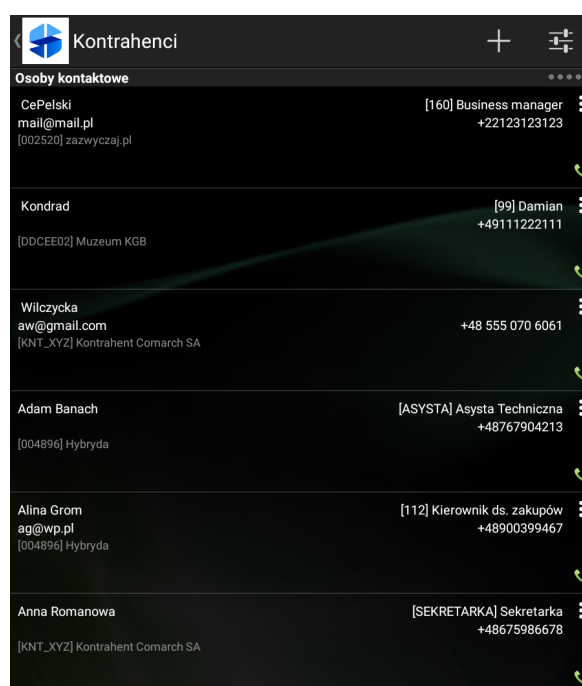 Kontrahenci
Osoby kontaktowe
CePelski [160] Business manager
mail@mail.pl +22123123123
[002520] zazwyczaj.pl
Kondrad [99] Damian
+49111222111
[DDCEE02] Muzeum KGB
Wilczycka
aw@gmail.com +48 555 070 6061
[KNT_XYZ] Kontrahent Comarch SA
Adam Banach [ASYSTA] Asysta Techniczna
+48767904213
[004896] Hybryda
Alina Grom [112] Kierownik ds. zakupów
ag@wp.pl +48900399467
[004896] Hybryda
Anna Romanowa [SEKRETARKA] Sekretarka
+48675986678
[KNT_XYZ] Kontrahent Comarch SA